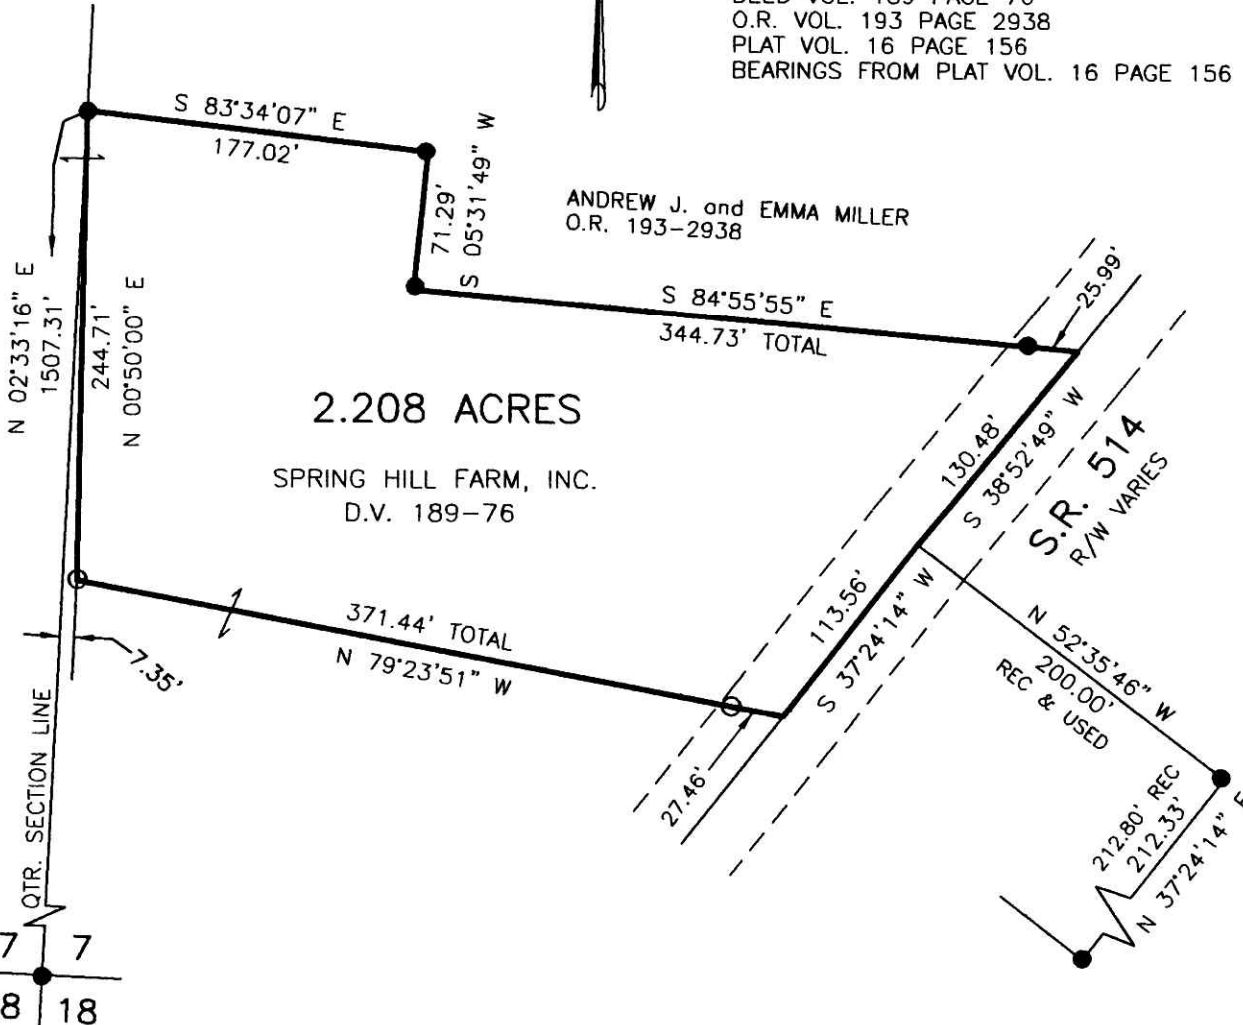 DEED VOL. 189 PAGE 76
O.R. VOL. 193 PAGE 2938
PLAT VOL. 16 PAGE 156
BEARINGS FROM PLAT VOL. 16 PAGE 156
S 83°34'07" E
177.02'
71.29'
S 05°31'49" W
ANDREW J. and EMMA MILLER
O.R. 193-2938
25.99'
S 84°55'55" E
344.73' TOTAL
N 02°33'16" E
1507.31'
244.71'
N 00°50'00" E
2.208 ACRES
SPRING HILL FARM, INC.
D.V. 189-76
130.48'
S 38°52'49" W
S.R. 514
R/W VARIES
113.56'
S 37°24'14" W
371.44' TOTAL
N 79°23'51" W
7.35'
27.46'
N 52°35'46" W
200.00'
REC & USED
212.80' REC
212.33'
N 37°24'14" E
QTR. SECTION LINE
7 7
8 18